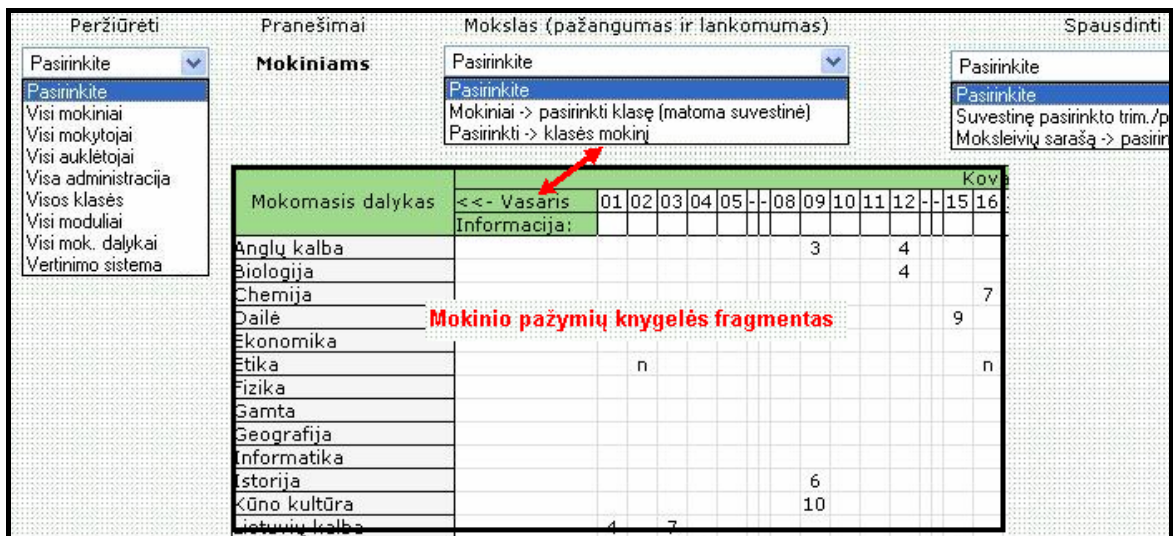 Peržiūrėti Pranešimai Mokslas (pažangumas ir lankomumas) Spausdinti
Pasirinkite Mokiniams Pasirinkite Pasirinkite
Pasirinkite Pasirinkite Pasirinkite
Visi mokiniai Mokiniai -> pasirinkti klasę (matoma suvestinė) Suvestinę pasirinkto trim./p
Visi mokytojai Pasirinkti -> klasės mokinį Moksleivių sarašą -> pasirin
Visi auklėtojai
Visa administracija
Visos klasės
Visi moduliai
Visi mok. dalykai
Vertinimo sistema
Kova
Mokomasis dalykas <<- Vasaris 01 02 03 04 05 - - 08 09 10 11 12 - - 15 16
Informacija:
Anglų kalba 3 4
Biologija 4
Chemija 7
Dailė 9
Mokinio pažymių knygelės fragmentas
Ekonomika
Etika n n
Fizika
Gamta
Geografija
Informatika
Istorija 6
Kūno kultūra 10
Lietuvių kalba 4 7